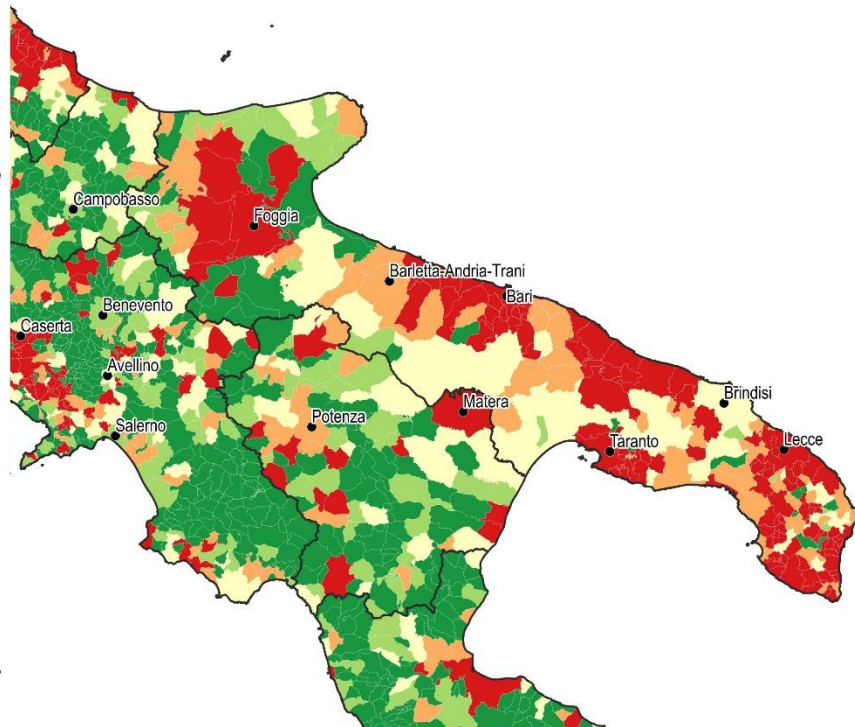 Campobasso
Foggia
Barletta-Andria-Trani
Bari
Benevento
Caserta
Avellino
Brindisi
Matera
Potenza
Salerno
Taranto
Lecce